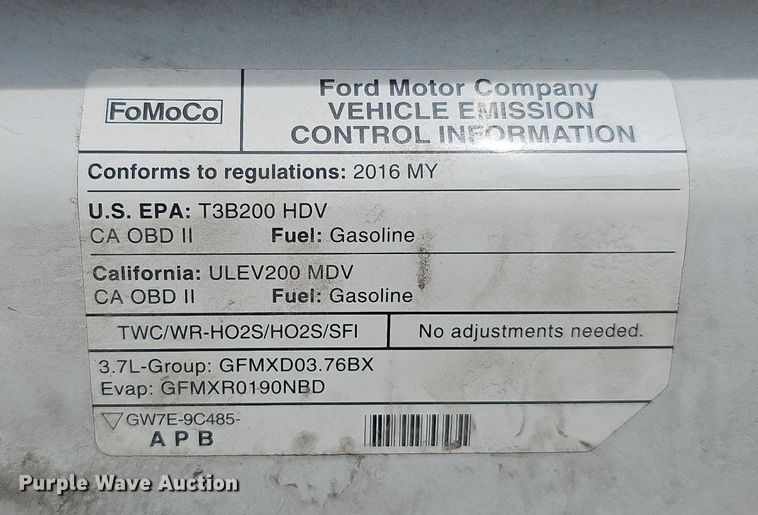 FoMoCo
Ford Motor Company
VEHICLE EMISSION
CONTROL INFORMATION
Conforms to regulations: 2016 MY
U.S. EPA: T3B200 HDV
CA OBD II Fuel: Gasoline
California: ULEV200 MDV
CA OBD II Fuel: Gasoline
TWC/WR-HO2S/HO2S/SFI No adjustments needed.
3.7L-Group: GFMXD03.76BX
Evap: GFMXR0190NBD
GW7E-9C485-
A P B
Purple Wave Auction